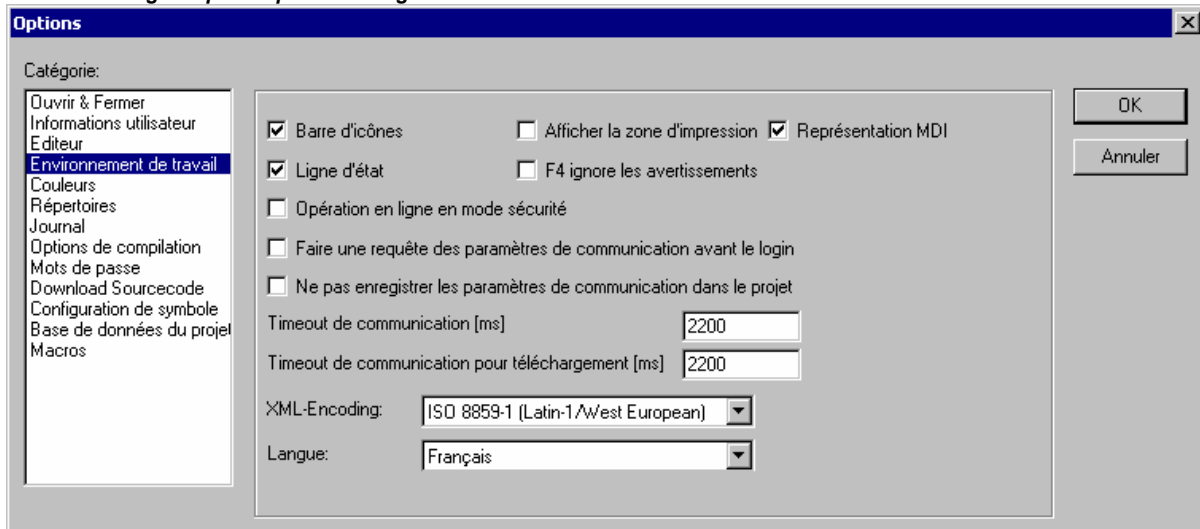 Options
Catégorie:
Ouvrir & Fermer
Informations utilisateur
Editeur
Environnement de travail
Couleurs
Répertoires
Journal
Options de compilation
Mots de passe
Download Sourcecode
Configuration de symbole
Base de données du projet
Macros
Barre d'icônes
Afficher la zone d'impression
Représentation MDI
Ligne d'état
F4 ignore les avertissements
Opération en ligne en mode sécurité
Faire une requête des paramètres de communication avant le login
Ne pas enregistrer les paramètres de communication dans le projet
Timeout de communication [ms] 2200
Timeout de communication pour téléchargement [ms] 2200
XML-Encoding: ISO 8859-1 (Latin-1/West European)
Langue: Français
OK
Annuler